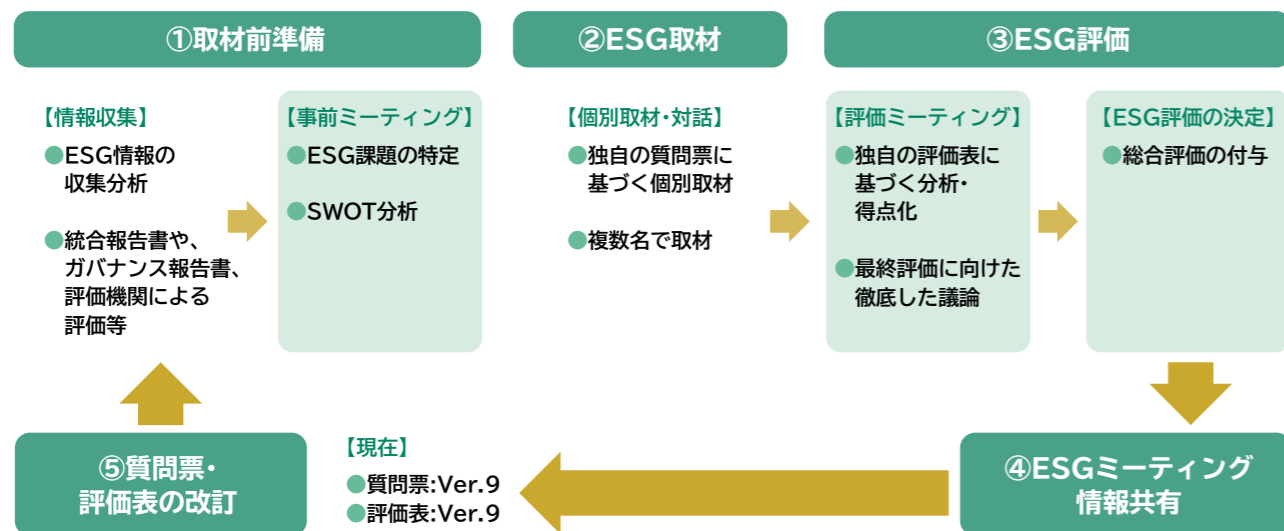 ①取材前準備
【情報収集】
●ESG情報の
収集分析
●統合報告書や、
ガバナンス報告書、
評価機関による
評価等
【事前ミーティング】
●ESG課題の特定
●SWOT分析
②ESG取材
【個別取材・対話】
●独自の質問票に
基づく個別取材
●複数名で取材
③ESG評価
【評価ミーティング】
●独自の評価表に
基づく分析・
得点化
●最終評価に向けた
徹底した議論
【ESG評価の決定】
●総合評価の付与
④ESGミーティング
情報共有
【現在】
●質問票:Ver.9
●評価表:Ver.9
⑤質問票・
評価表の改訂